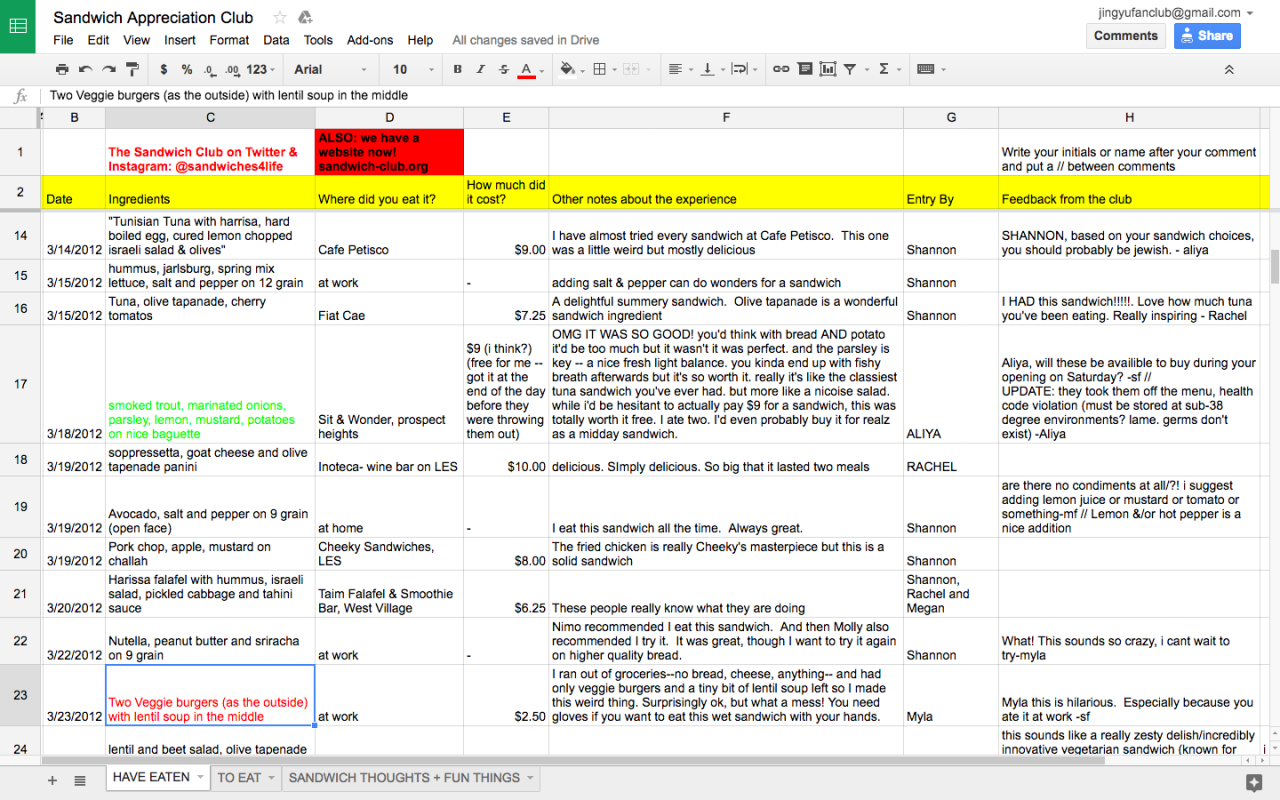 Sandwich Appreciation Club
jingyufanclub@gmail.com
File Edit View Insert Format Data Tools Add-ons Help All changes saved in Drive
Comments Share
$ % .0 .00 123 Arial 10 B I S A Σ
fx Two Veggie burgers (as the outside) with lentil soup in the middle
B C D E F G H
1
The Sandwich Club on Twitter &
Instagram: @sandwiches4life
ALSO: we have a
website now!
sandwich-club.org
Write your initials or name after your comment
and put a // between comments
2
Date
Ingredients
Where did you eat it?
How much did
it cost?
Other notes about the experience
Entry By
Feedback from the club
14
3/14/2012
"Tunisian Tuna with harrisa, hard
boiled egg, cured lemon chopped
israeli salad & olives"
Cafe Petisco
$9.00
I have almost tried every sandwich at Cafe Petisco. This one
was a little weird but mostly delicious
Shannon
SHANNON, based on your sandwich choices,
you should probably be jewish. - aliya
15
3/15/2012
hummus, jarlsburg, spring mix
lettuce, salt and pepper on 12 grain
at work
-
adding salt & pepper can do wonders for a sandwich
Shannon
16
3/15/2012
Tuna, olive tapanade, cherry
tomatoes
Fiat Cae
$7.25
A delightful summery sandwich. Olive tapanade is a wonderful
sandwich ingredient
Shannon
I HAD this sandwich!!!!!. Love how much tuna
you've been eating. Really inspiring - Rachel
17
3/18/2012
smoked trout, marinated onions,
parsley, lemon, mustard, potatoes
on nice baguette
Sit & Wonder, prospect
heights
$9 (i think?)
(free for me --
got it at the
end of the day
before they
were throwing
them out)
OMG IT WAS SO GOOD! you'd think with bread AND potato
it'd be too much but it wasn't it was perfect. and the parsley is
key -- a nice fresh light balance. you kinda end up with fishy
breath afterwards but it's so worth it. really it's like the classiest
tuna sandwich you've ever had. but more like a nicoise salad.
while i'd be hesitant to actually pay $9 for a sandwich, this was
totally worth it free. I ate two. I'd even probably buy it for realz
as a midday sandwich.
ALIYA
Aliya, will these be availible to buy during your
opening on Saturday? -sf //
UPDATE: they took them off the menu, health
code violation (must be stored at sub-38
degree environments? lame. germs don't
exist) -Aliya
18
3/19/2012
soppressetta, goat cheese and olive
tapenade panini
Inoteca- wine bar on LES
$10.00
delicious. SImply delicious. So big that it lasted two meals
RACHEL
19
3/19/2012
Avocado, salt and pepper on 9 grain
(open face)
at home
-
I eat this sandwich all the time. Always great.
Shannon
are there no condiments at all/?! i suggest
adding lemon juice or mustard or tomato or
something-mf // Lemon &/or hot pepper is a
nice addition
20
3/19/2012
Pork chop, apple, mustard on
challah
Cheeky Sandwiches,
LES
$8.00
The fried chicken is really Cheeky's masterpiece but this is a
solid sandwich
Shannon
21
3/20/2012
Harissa falafel with hummus, israeli
salad, pickled cabbage and tahini
sauce
Taim Falafel & Smoothie
Bar, West Village
$6.25
These people really know what they are doing
Shannon,
Rachel and
Megan
22
3/22/2012
Nutella, peanut butter and sriracha
on 9 grain
at work
-
Nimo recommended I eat this sandwich. And then Molly also
recommended I try it. It was great, though I want to try it again
on higher quality bread.
Shannon
What! This sounds so crazy, i cant wait to
try-myla
23
3/23/2012
Two Veggie burgers (as the outside)
with lentil soup in the middle
at work
$2.50
I ran out of groceries--no bread, cheese, anything-- and had
only veggie burgers and a tiny bit of lentil soup left so I made
this weird thing. Surprisingly ok, but what a mess! You need
gloves if you want to eat this wet sandwich with your hands.
Myla
Myla this is hilarious. Especially because you
ate it at work -sf
24
lentil and beet salad, olive tapenade
this sounds like a really zesty delish/incredibly
innovative vegetarian sandwich (known for
i
HAVE EATEN TO EAT SANDWICH THOUGHTS + FUN THINGS